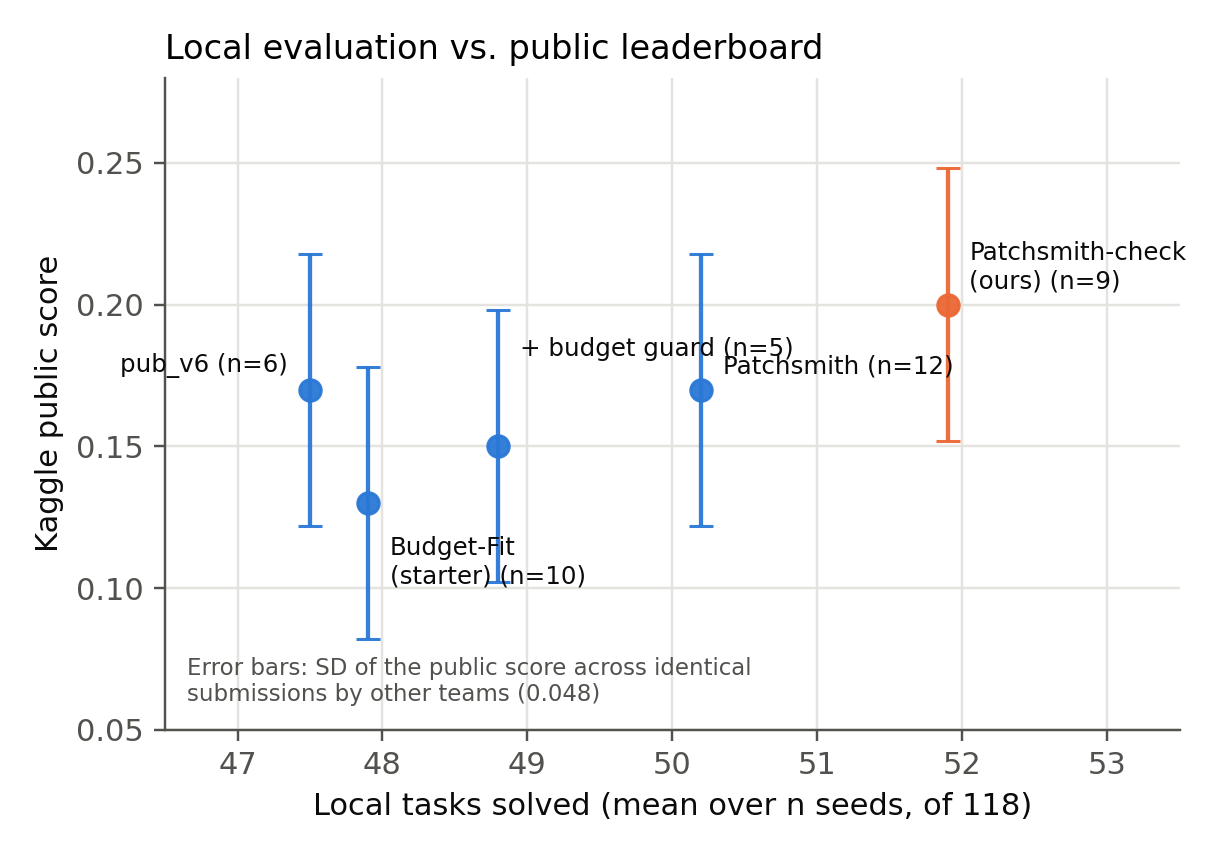 Local evaluation vs. public leaderboard
Kaggle public score
0.25
0.20
0.15
0.10
0.05
Patchsmith-check
(ours) (n=9)
+ budget guard (n=5)
pub_v6 (n=6)
Patchsmith (n=12)
Budget-Fit
(starter) (n=10)
Error bars: SD of the public score across identical
submissions by other teams (0.048)
47 48 49 50 51 52 53
Local tasks solved (mean over n seeds, of 118)